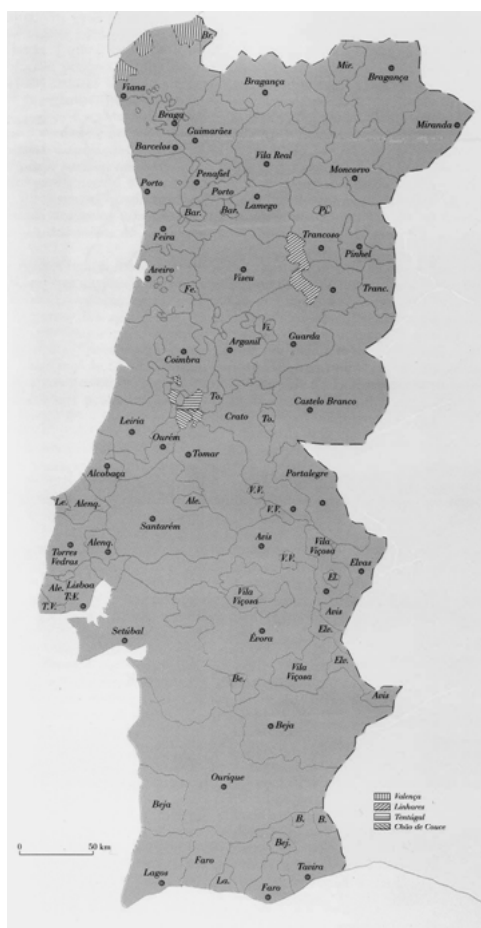 Br.
Mir.
Bragança
Bragança
Viana
Miranda
Braga
Guimarães
Barcelos
Vila Real
Moncorvo
Penafiel
Porto
Porto
Lamego
Bar.
Bar.
Pi.
Feira
Trancoso
Pinhel
Aveiro
Viseu
Fe.
Tranc.
Vi.
Arganil
Guarda
Coimbra
To.
Castelo Branco
Crato
To.
Leiria
Ourém
Tomar
Alcobaça
Portalegre
V.V.
Le.
Alenq.
Ale.
V.V.
Santarém
Avis
Vila
Viçosa
Torres
Vedras
Alenq.
V.V.
Elvas
Ale.
Lisboa
El.
T.V.
T.V.
Vila
Viçosa
Avis
Setúbal
Évora
Ele.
Ele.
Vila
Viçosa
Be.
Avis
Beja
Ourique
Beja
Valença
Linhares
Tentúgal
Chão de Couce
B.
B.
0
50 km
Bej.
Faro
Tavira
Lagos
La.
Faro